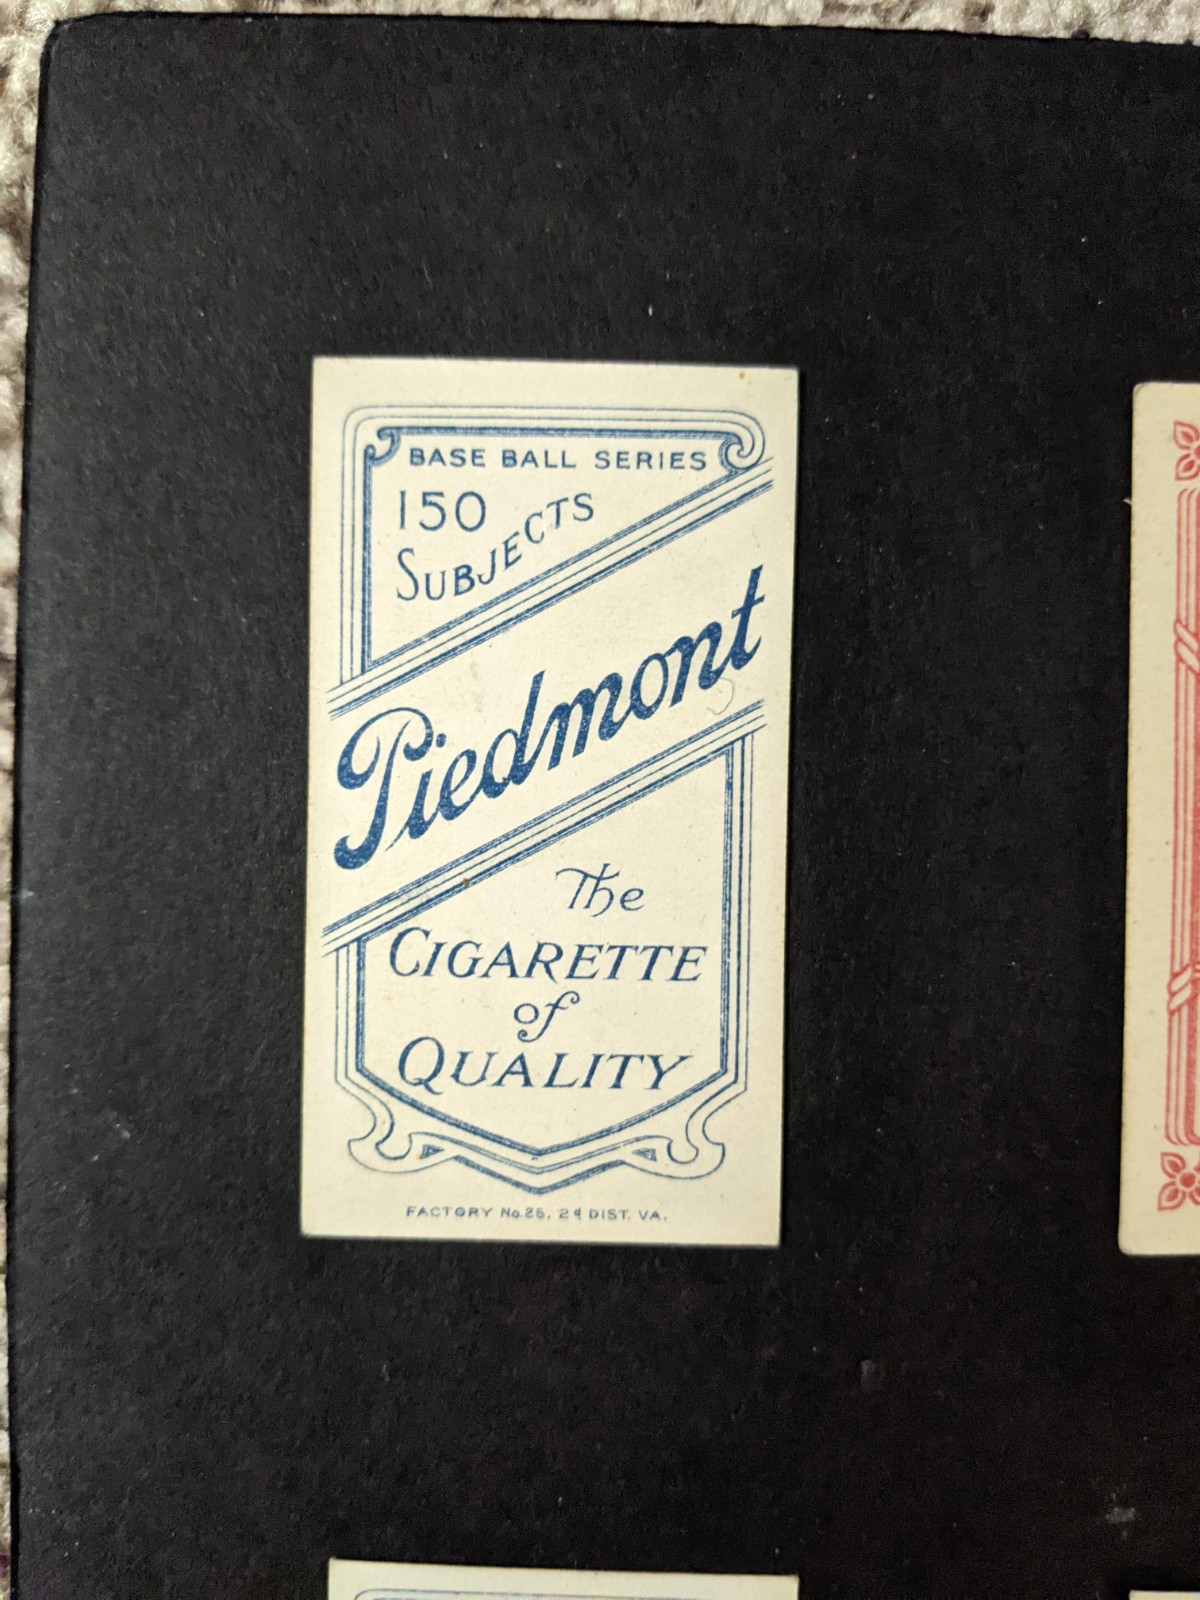 BASE BALL SERIES
150
SUBJECTS
Piedmont
The
CIGARETTE
of
QUALITY
FACTORY No. 25, 2d DIST. VA.